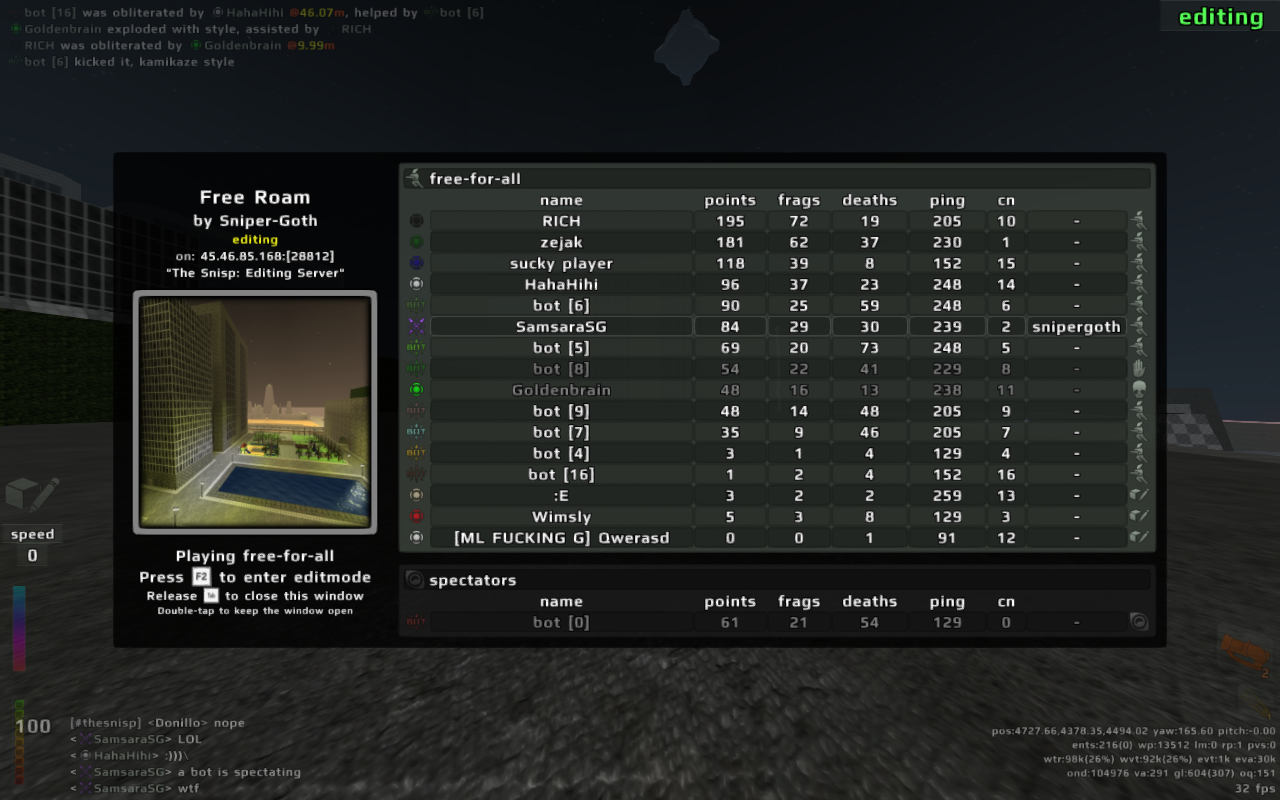 bot [16] was obliterated by HahaHihi @46.07m, helped by bot [6]
Goldenbrain exploded with style, assisted by RICH
RICH was obliterated by Goldenbrain @9.99m
bot [6] kicked it, kamikaze style
editing
Free Roam
by Sniper-Goth
editing
on: 45.46.85.168:[28812]
"The Snisp: Editing Server"
Playing free-for-all
Press F2 to enter editmode
Release Tab to close this window
Double-tap to keep the window open
free-for-all
name points frags deaths ping cn
RICH 195 72 19 205 10 -
zejak 181 62 37 230 1 -
sucky player 118 39 8 152 15 -
HahaHihi 96 37 23 248 14 -
BOT bot [6] 90 25 59 248 6 -
SamsaraSG 84 29 30 239 2 snipergoth
BOT bot [5] 69 20 73 248 5 -
BOT bot [8] 54 22 41 229 8 -
Goldenbrain 48 16 13 238 11 -
BOT bot [9] 48 14 48 205 9 -
BOT bot [7] 35 9 46 205 7 -
BOT bot [4] 3 1 4 129 4 -
bot [16] 1 2 4 152 16 -
:E 3 2 2 259 13 -
Wimsly 5 3 8 129 3 -
[ML FUCKING G] Qwerasd 0 0 1 91 12 -
spectators
name points frags deaths ping cn
BOT bot [0] 61 21 54 129 0 -
speed
0
100
[#thesnisp] <Donillo> nope
< SamsaraSG> LOL
< HahaHihi> :)))\
< SamsaraSG> a bot is spectating
< SamsaraSG> wtf
2
pos:4727.66,4378.35,4494.02 yaw:165.60 pitch:-0.00
ents:216(0) wp:13512 lm:0 rp:1 pvs:0
wtr:98k(26%) wvt:92k(26%) evt:1k eva:30k
ond:104976 va:291 gl:604(307) oq:151
32 fps